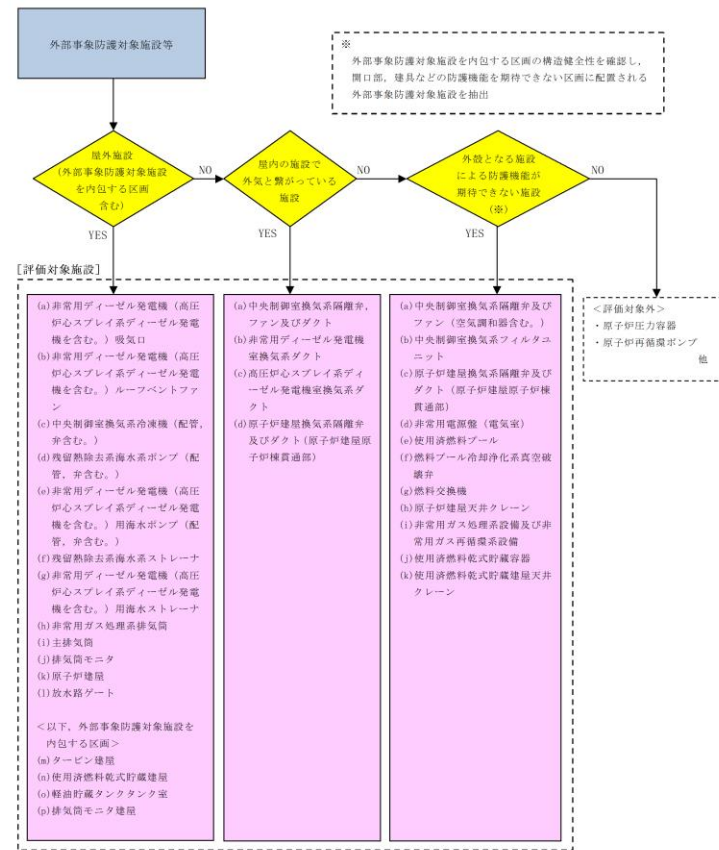 外部事象防護対象施設等
※
外部事象防護対象施設を内包する区画の構造健全性を確認し，
開口部，建具などの防護機能を期待できない区画に配置される
外部事象防護対象施設を抽出
屋外施設
(外部事象防護対象施設
を内包する区画
含む)
NO
YES
屋内の施設で
外気と繋がっている
施設
NO
YES
外殻となる施設
による防護機能が
期待できない施設
(※)
NO
YES
[評価対象施設]
(a)非常用ディーゼル発電機（高圧
炉心スプレイ系ディーゼル発電
機を含む。）吸気口
(b)非常用ディーゼル発電機（高圧
炉心スプレイ系ディーゼル発電
機を含む。）ルーフベントファ
ン
(c)中央制御室換気系冷凍機（配管，
弁含む。）
(d)残留熱除去系海水系ポンプ（配
管，弁含む。）
(e)非常用ディーゼル発電機（高圧
炉心スプレイ系ディーゼル発電
機を含む。）用海水ポンプ（配
管，弁含む。）
(f)残留熱除去系海水系ストレーナ
(g)非常用ディーゼル発電機（高圧
炉心スプレイ系ディーゼル発電
機を含む。）用海水ストレーナ
(h)非常用ガス処理系排気筒
(i)主排気筒
(j)排気筒モニタ
(k)原子炉建屋
(l)放水路ゲート
＜以下，外部事象防護対象施設を
内包する区画＞
(m)タービン建屋
(n)使用済燃料乾式貯蔵建屋
(o)軽油貯蔵タンクタンク室
(p)排気筒モニタ建屋
(a)中央制御室換気系隔離弁，
ファン及びダクト
(b)非常用ディーゼル発電機
室換気系ダクト
(c)高圧炉心スプレイ系ディ
ーゼル発電機室換気系ダ
クト
(d)原子炉建屋換気系隔離弁
及びダクト(原子炉建屋原
子炉棟貫通部)
(a)中央制御室換気系隔離弁及び
ファン（空気調和器含む。）
(b)中央制御室換気系フィルタユ
ニット
(c)原子炉建屋換気系隔離弁及び
ダクト（原子炉建屋原子炉棟
貫通部）
(d)非常用電源盤（電気室）
(e)使用済燃料プール
(f)燃料プール冷却浄化系真空破
壊弁
(g)燃料交換機
(h)原子炉建屋天井クレーン
(i)非常用ガス処理系設備及び非
常用ガス再循環系設備
(j)使用済燃料乾式貯蔵容器
(k)使用済燃料乾式貯蔵建屋天井
クレーン
＜評価対象外＞
・原子炉圧力容器
・原子炉再循環ポンプ
他